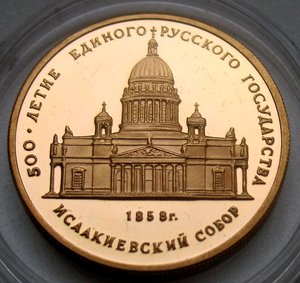 500-ЛЕТИЕ ЕДИНОГО РУССКОГО ГОСУДАРСТВА
1858г.
ИСААКИЕВСКИЙ СОБОР